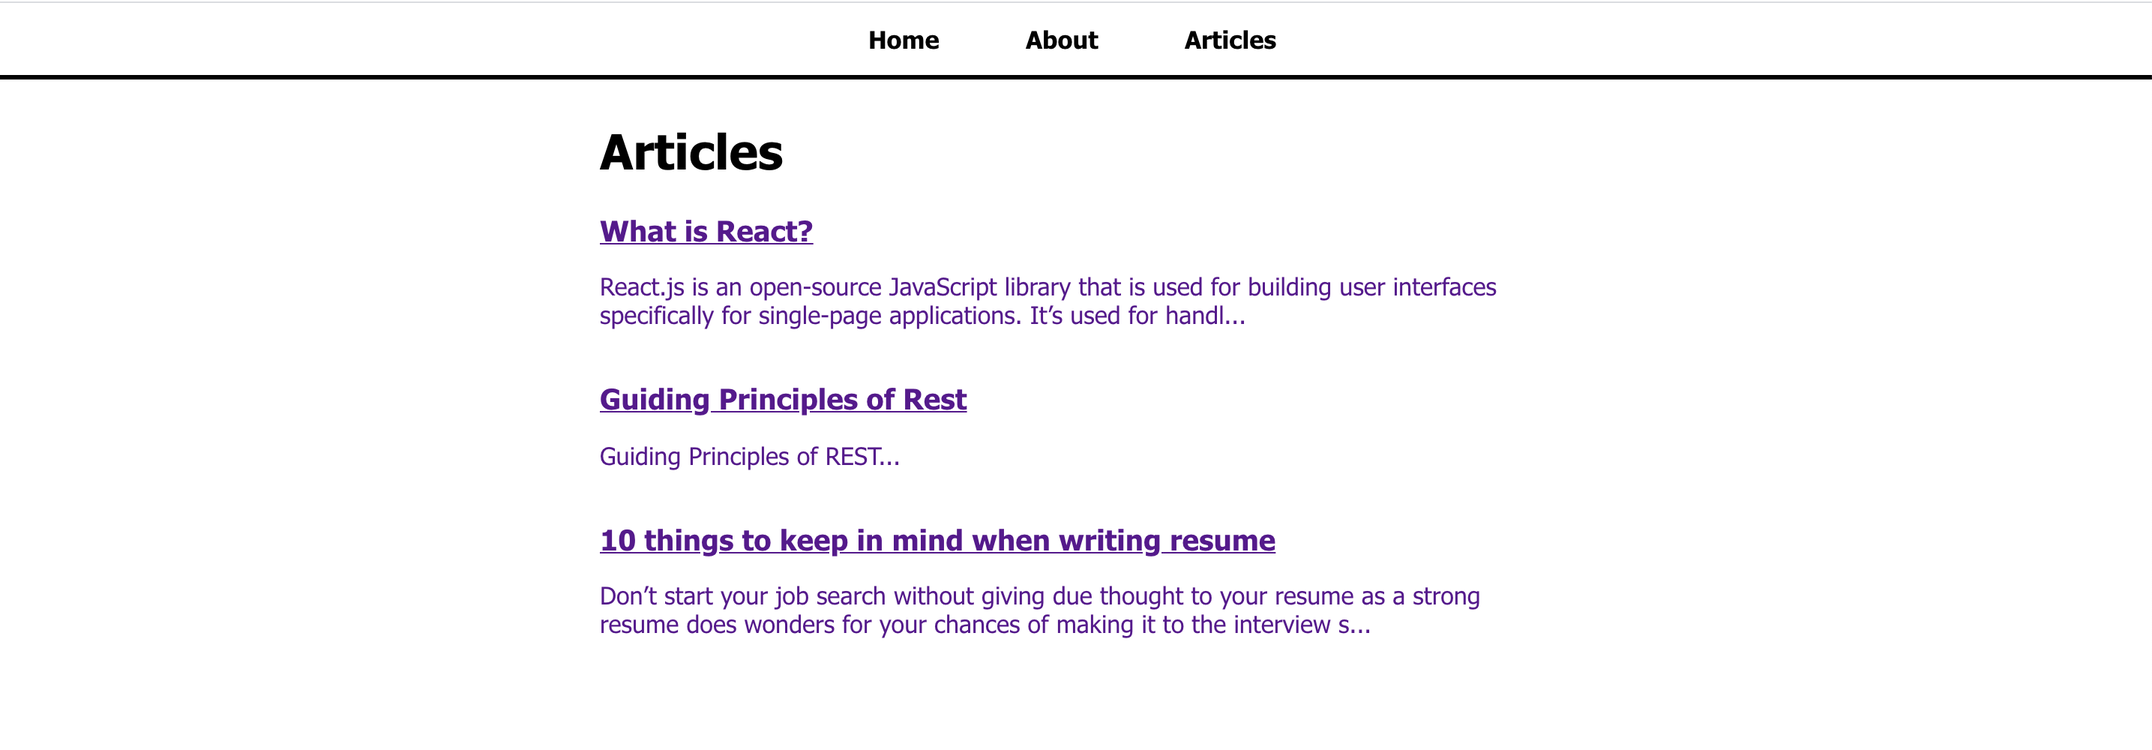 Home About Articles
Articles
What is React?
React.js is an open-source JavaScript library that is used for building user interfaces
specifically for single-page applications. It’s used for handl...
Guiding Principles of Rest
Guiding Principles of REST...
10 things to keep in mind when writing resume
Don’t start your job search without giving due thought to your resume as a strong
resume does wonders for your chances of making it to the interview s...